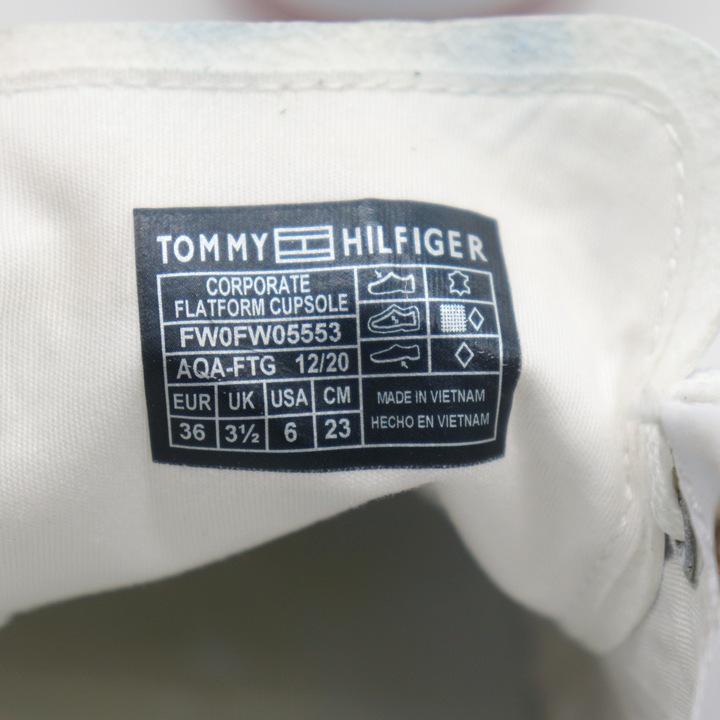 TOMMY HILFIGER
CORPORATE
FLATFORM CUPSOLE
FW0FW05553
AQA-FTG 12/20
EUR UK USA CM
36 3½ 6 23
MADE IN VIETNAM
HECHO EN VIETNAM